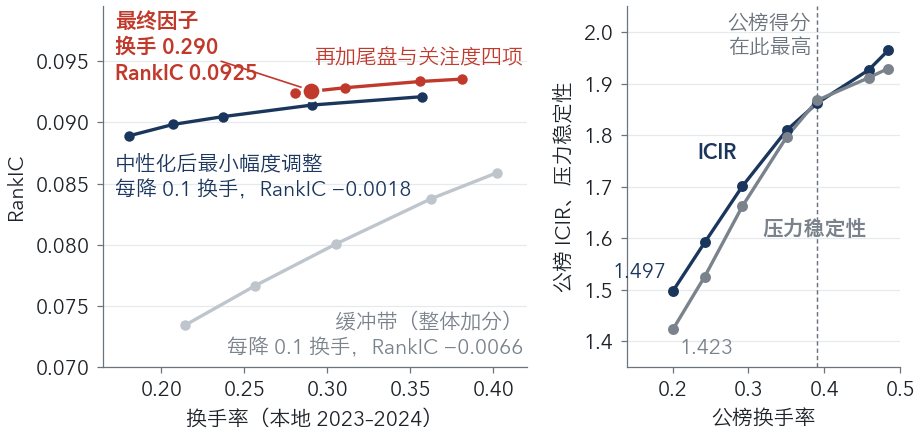 最终因子
换手 0.290
RankIC 0.0925
再加尾盘与关注度四项
中性化后最小幅度调整
每降 0.1 换手，RankIC −0.0018
缓冲带（整体加分）
每降 0.1 换手，RankIC −0.0066
RankIC
0.095
0.090
0.085
0.080
0.075
0.070
0.20
0.25
0.30
0.35
0.40
换手率（本地 2023–2024）
公榜得分
在此最高
ICIR
压力稳定性
1.497
1.423
公榜 ICIR、压力稳定性
2.0
1.9
1.8
1.7
1.6
1.5
1.4
0.2
0.3
0.4
0.5
公榜换手率